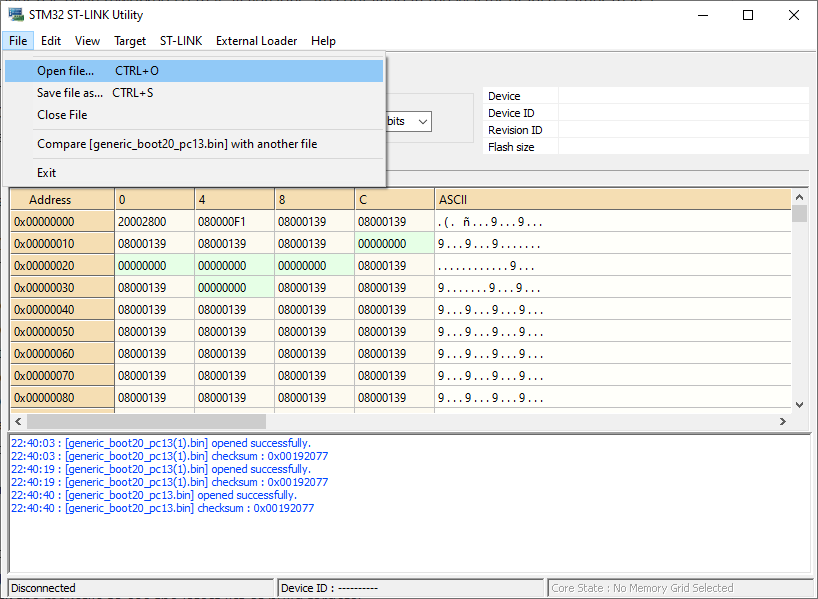 STM32 ST-LINK Utility
File Edit View Target ST-LINK External Loader Help
Open file... CTRL+O
Save file as... CTRL+S
Close File
Compare [generic_boot20_pc13.bin] with another file
Exit
bits
Device
Device ID
Revision ID
Flash size
Address 0 4 8 C ASCII
0x00000000 20002800 080000F1 08000139 08000139 .(. ñ...9...9...
0x00000010 08000139 08000139 08000139 00000000 9...9...9.......
0x00000020 00000000 00000000 00000000 08000139 ............9...
0x00000030 08000139 00000000 08000139 08000139 9.......9...9...
0x00000040 08000139 08000139 08000139 08000139 9...9...9...9...
0x00000050 08000139 08000139 08000139 08000139 9...9...9...9...
0x00000060 08000139 08000139 08000139 08000139 9...9...9...9...
0x00000070 08000139 08000139 08000139 08000139 9...9...9...9...
0x00000080 08000139 08000139 08000139 08000139 9...9...9...9...
22:40:03 : [generic_boot20_pc13(1).bin] opened successfully.
22:40:03 : [generic_boot20_pc13(1).bin] checksum : 0x00192077
22:40:19 : [generic_boot20_pc13(1).bin] opened successfully.
22:40:19 : [generic_boot20_pc13(1).bin] checksum : 0x00192077
22:40:40 : [generic_boot20_pc13.bin] opened successfully.
22:40:40 : [generic_boot20_pc13.bin] checksum : 0x00192077
Disconnected Device ID : ---------- Core State : No Memory Grid Selected